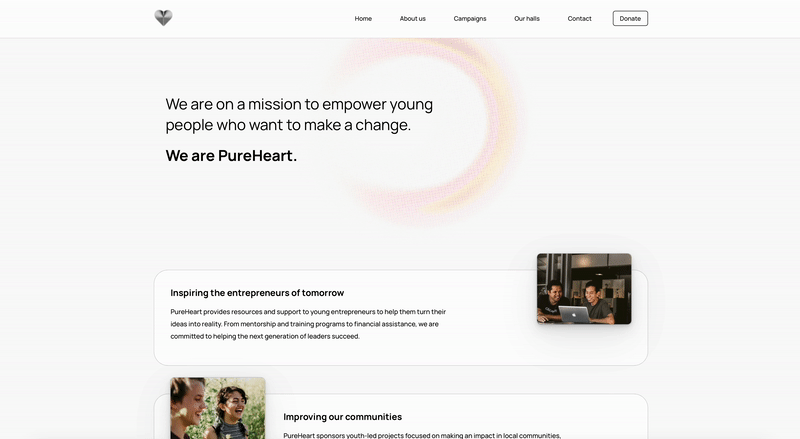 Home
About us
Campaigns
Our halls
Contact
Donate
We are on a mission to empower young
people who want to make a change.
We are PureHeart.
Inspiring the entrepreneurs of tomorrow
PureHeart provides resources and support to young entrepreneurs to help them turn their
ideas into reality. From mentorship and training programs to financial assistance, we are
committed to helping the next generation of leaders succeed.
Improving our communities
PureHeart sponsors youth-led projects focused on making an impact in local communities,